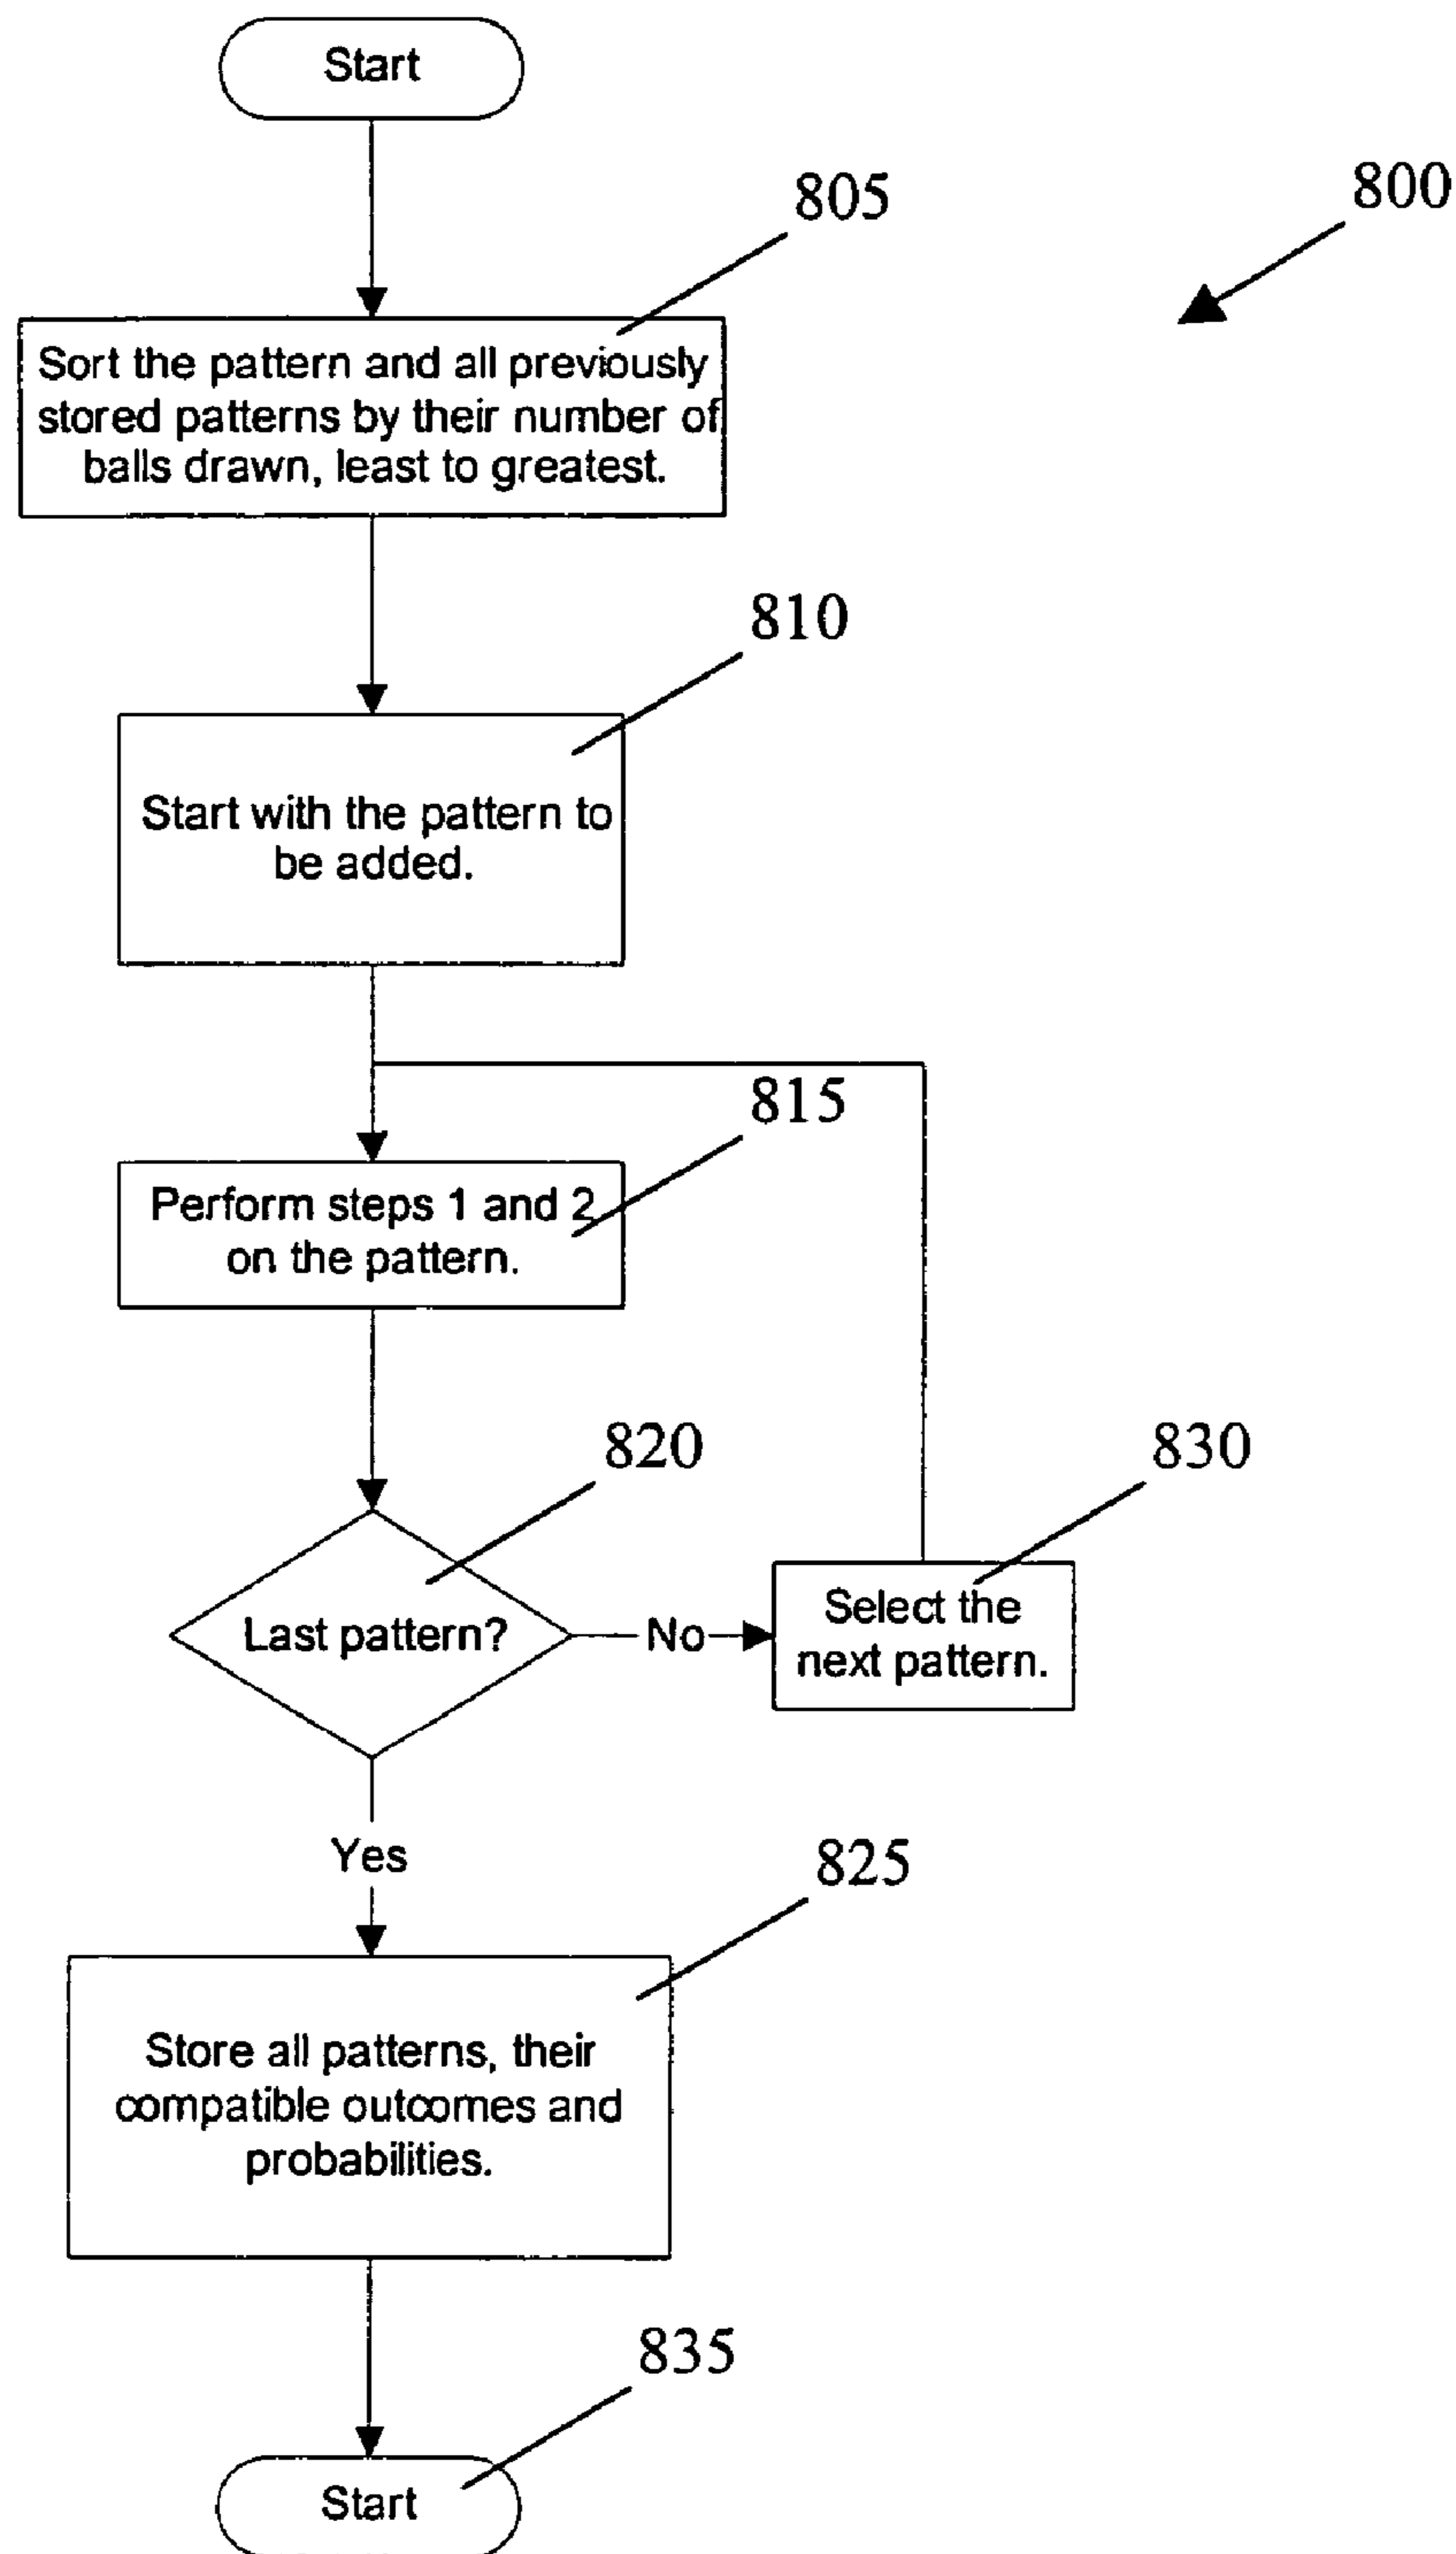 Start
805
800
Sort the pattern and all previously
stored patterns by their number of
balls drawn, least to greatest.
810
Start with the pattern to
be added.
815
Perform steps 1 and 2
on the pattern.
820
830
Last pattern?
No
Select the
next pattern.
Yes
825
Store all patterns, their
compatible outcomes and
probabilities.
835
Start